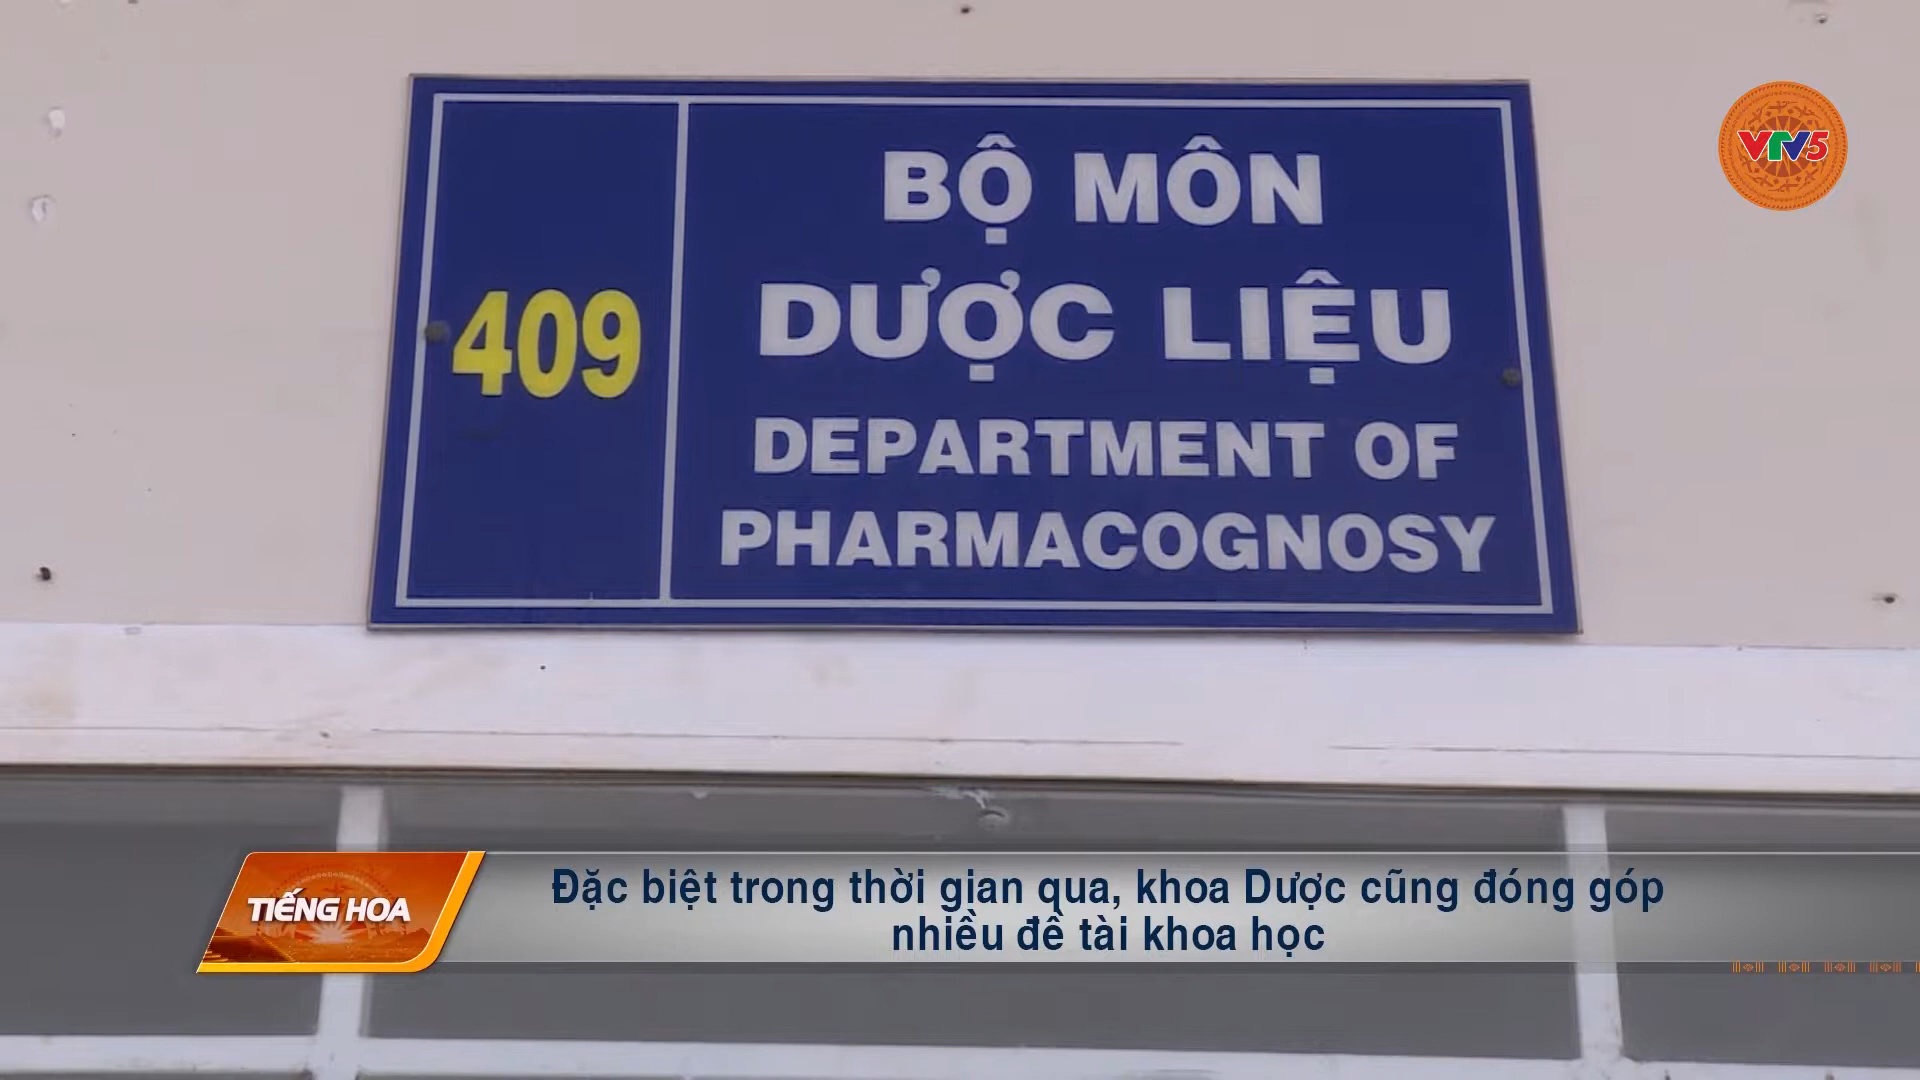 409
BỘ MÔN
DƯỢC LIỆU
DEPARTMENT OF
PHARMACOGNOSY
VTV5
TIẾNG HOA
Đặc biệt trong thời gian qua, khoa Dược cũng đóng góp
nhiều đề tài khoa học